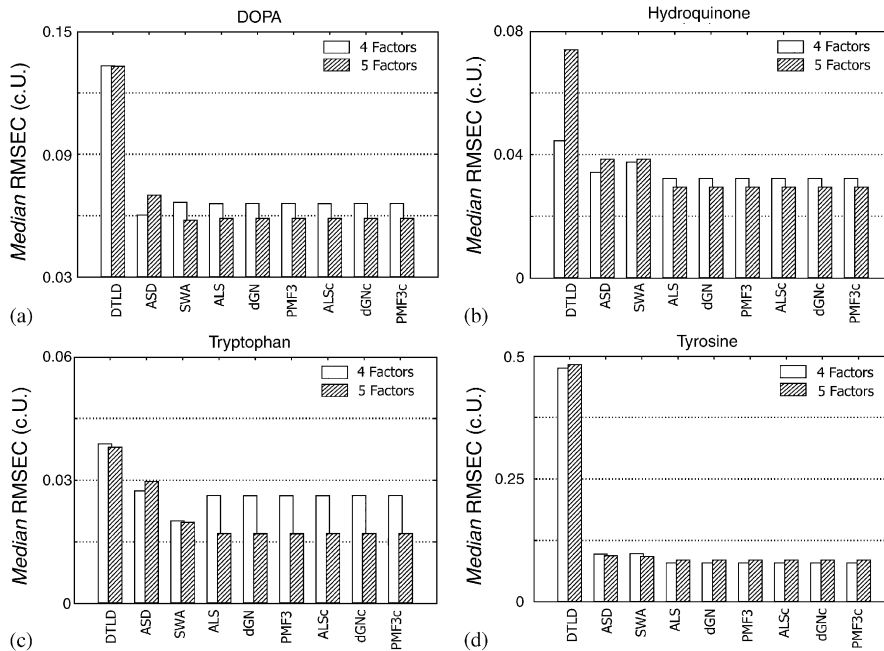 DOPA
0.15
4 Factors
5 Factors
Median RMSEC (c.U.)
0.09
0.03
DTLD
ASD
SWA
ALS
dGN
PMF3
ALSc
dGNc
PMF3c
(a)
Hydroquinone
0.08
4 Factors
5 Factors
Median RMSEC (c.U.)
0.04
0
DTLD
ASD
SWA
ALS
dGN
PMF3
ALSc
dGNc
PMF3c
(b)
Tryptophan
0.06
4 Factors
5 Factors
Median RMSEC (c.U.)
0.03
0
DTLD
ASD
SWA
ALS
dGN
PMF3
ALSc
dGNc
PMF3c
(c)
Tyrosine
0.5
4 Factors
5 Factors
Median RMSEC (c.U.)
0.25
0
DTLD
ASD
SWA
ALS
dGN
PMF3
ALSc
dGNc
PMF3c
(d)